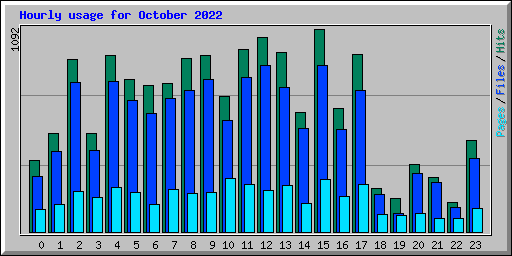 Hourly usage for October 2022
1092
Pages/Files/Hits
0 1 2 3 4 5 6 7 8 9 10 11 12 13 14 15 16 17 18 19 20 21 22 23